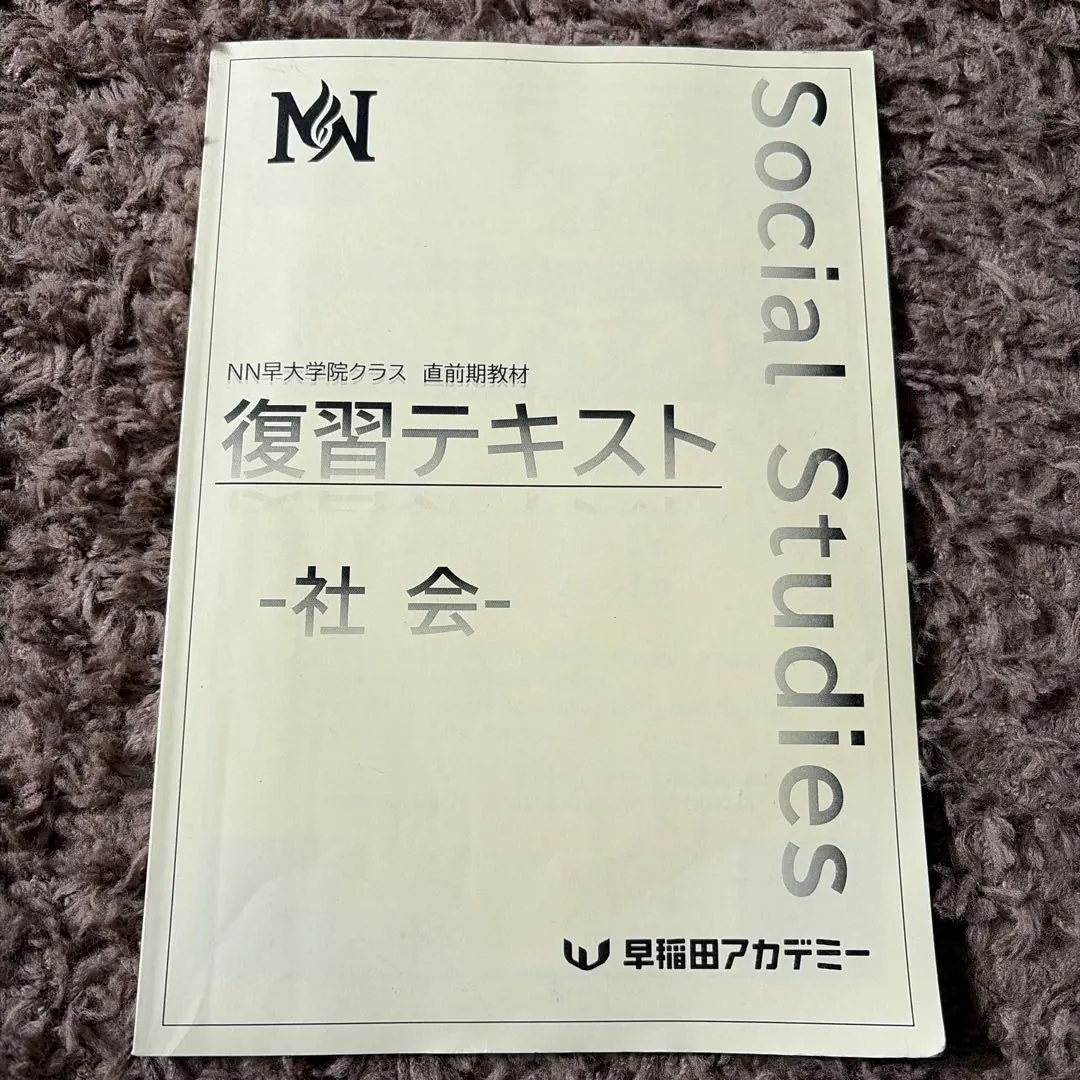 NN
NN早大学院クラス 直前期教材
復習テキスト
-社 会-
Social Studies
早稲田アカデミー